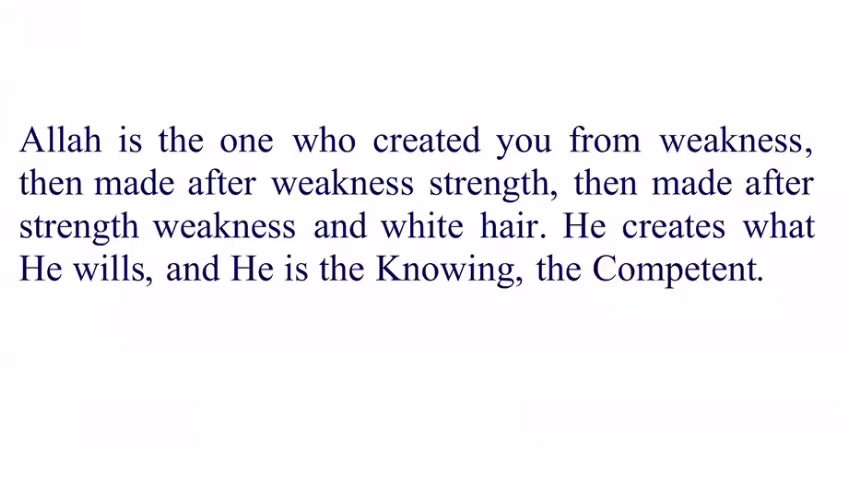 Allah is the one who created you from weakness,
then made after weakness strength, then made after
strength weakness and white hair. He creates what
He wills, and He is the Knowing, the Competent.